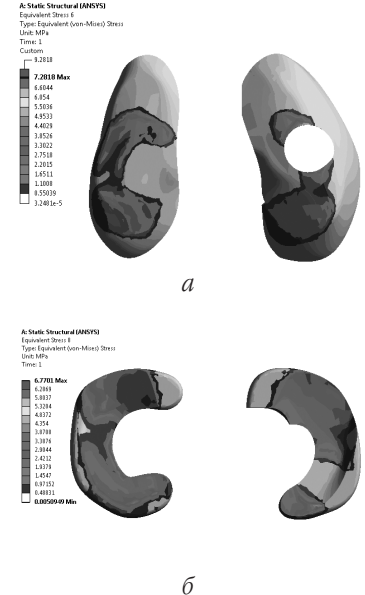 A: Static Structural (ANSYS)
Equivalent Stress 6
Type: Equivalent (von-Mises) Stress
Unit: MPa
Time: 1
Custom
9.2818
7.2818 Max
6.6044
6.054
5.5036
4.9533
4.4029
3.8526
3.3022
2.7518
2.2015
1.6511
1.1008
0.55039
3.2481e-5
а
A: Static Structural (ANSYS)
Equivalent Stress 8
Type: Equivalent (von-Mises) Stress
Unit: MPa
Time: 1
6.7701 Max
6.2869
5.8037
5.3204
4.8372
4.354
3.8708
3.3876
2.9044
2.4212
1.9379
1.4547
0.97152
0.48831
0.0050949 Min
б